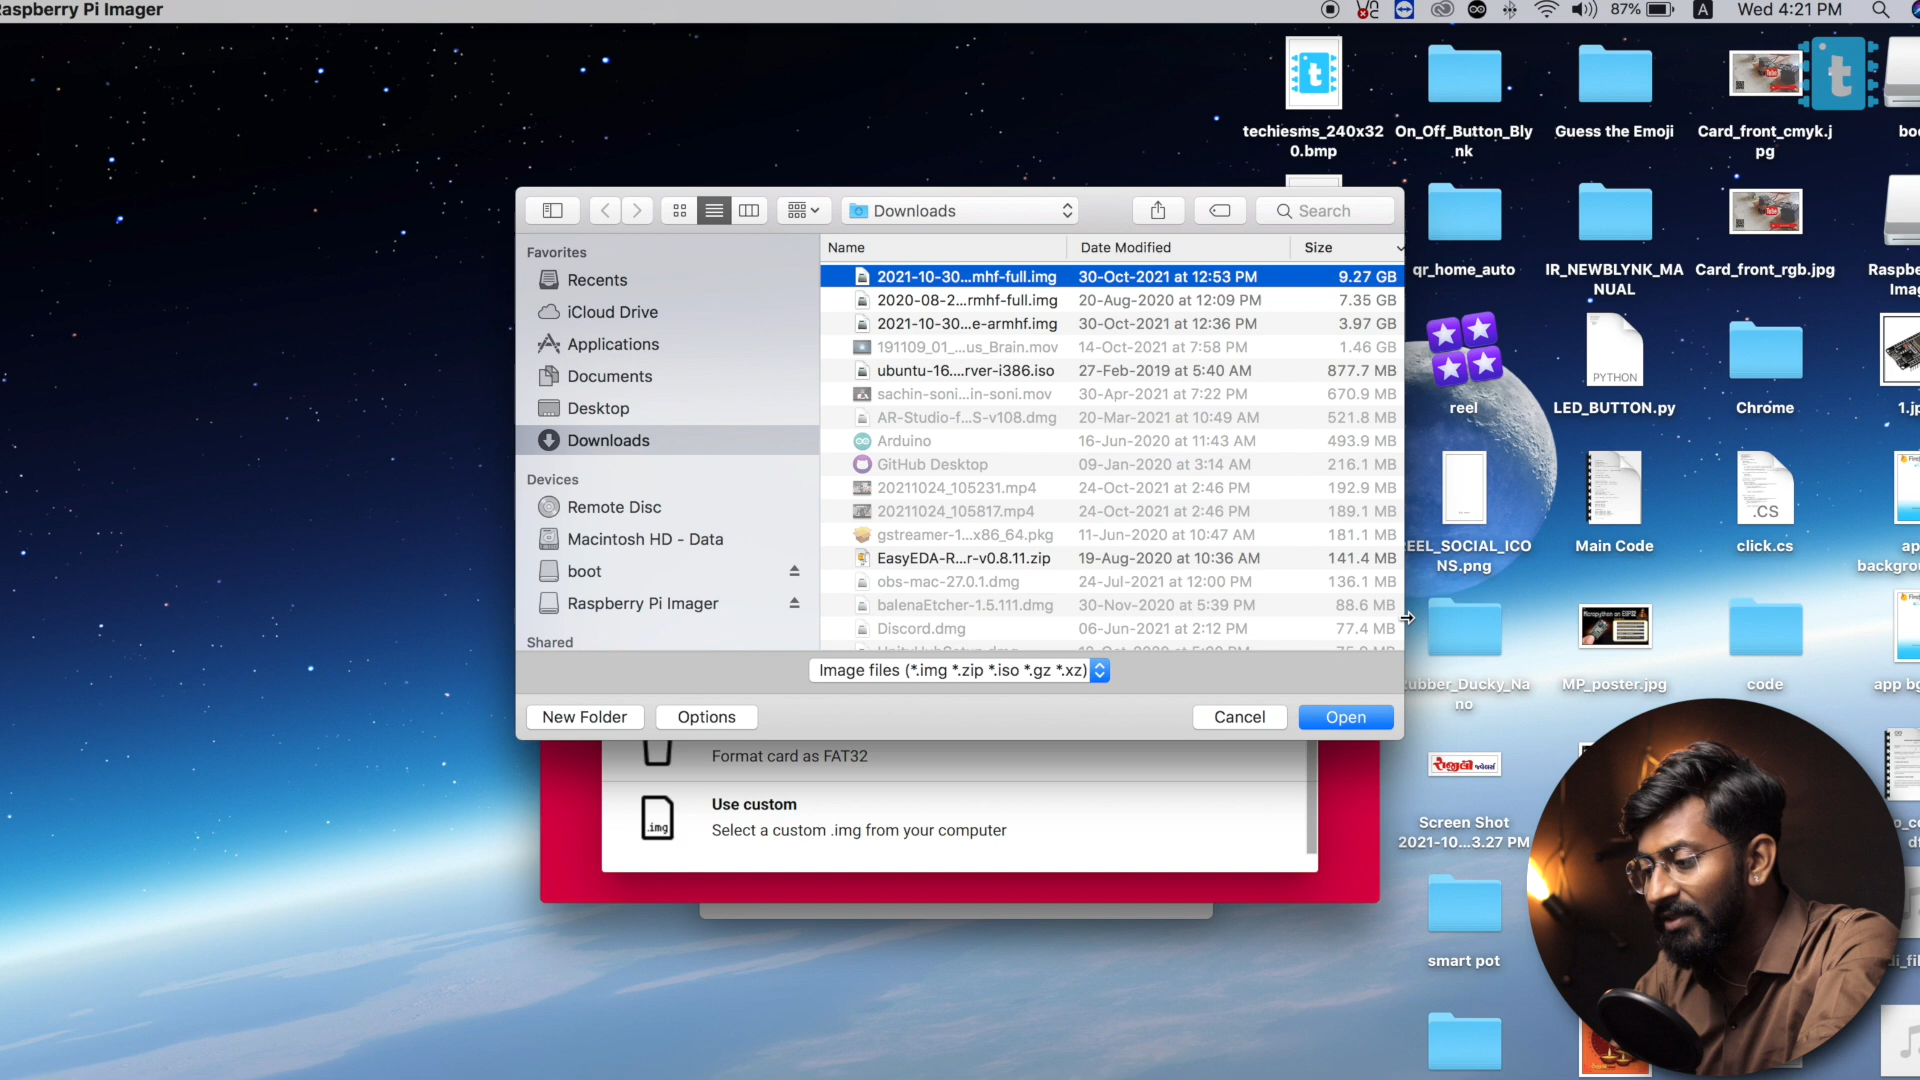 aspberry Pi Imager
87%
A
Wed 4:21 PM
techiesms_240x32
0.bmp
On_Off_Button_Bly
nk
Guess the Emoji
Card_front_cmyk.j
pg
boo
qr_home_auto
IR_NEWBLYNK_MA
NUAL
Card_front_rgb.jpg
Raspbe
Imag
reel
PYTHON
LED_BUTTON.py
Chrome
1.jp
EEL_SOCIAL_ICO
NS.png
Main Code
.CS
click.cs
ap
backgrou
ubber_Ducky_Na
no
MP_poster.jpg
code
app bg
Screen Shot
2021-10...3.27 PM
smart pot
Downloads
Search
Favorites
Recents
iCloud Drive
Applications
Documents
Desktop
Downloads
Devices
Remote Disc
Macintosh HD - Data
boot
Raspberry Pi Imager
Shared
Name Date Modified Size
2021-10-30...mhf-full.img 30-Oct-2021 at 12:53 PM 9.27 GB
2020-08-2...rmhf-full.img 20-Aug-2020 at 12:09 PM 7.35 GB
2021-10-30...e-armhf.img 30-Oct-2021 at 12:36 PM 3.97 GB
191109_01_...us_Brain.mov 14-Oct-2021 at 7:58 PM 1.46 GB
ubuntu-16....rver-i386.iso 27-Feb-2019 at 5:40 AM 877.7 MB
sachin-soni...in-soni.mov 30-Apr-2021 at 7:22 PM 670.9 MB
AR-Studio-f...S-v108.dmg 20-Mar-2021 at 10:49 AM 521.8 MB
Arduino 16-Jun-2020 at 11:43 AM 493.9 MB
GitHub Desktop 09-Jan-2020 at 3:14 AM 216.1 MB
20211024_105231.mp4 24-Oct-2021 at 2:46 PM 192.9 MB
20211024_105817.mp4 24-Oct-2021 at 2:46 PM 189.1 MB
gstreamer-1...x86_64.pkg 11-Jun-2020 at 10:47 AM 181.1 MB
EasyEDA-R...r-v0.8.11.zip 19-Aug-2020 at 10:36 AM 141.4 MB
obs-mac-27.0.1.dmg 24-Jul-2021 at 12:00 PM 136.1 MB
balenaEtcher-1.5.111.dmg 30-Nov-2020 at 5:39 PM 88.6 MB
Discord.dmg 06-Jun-2021 at 2:12 PM 77.4 MB
Image files (*.img *.zip *.iso *.gz *.xz)
New Folder
Options
Cancel
Open
Format card as FAT32
Use custom
.img
Select a custom .img from your computer